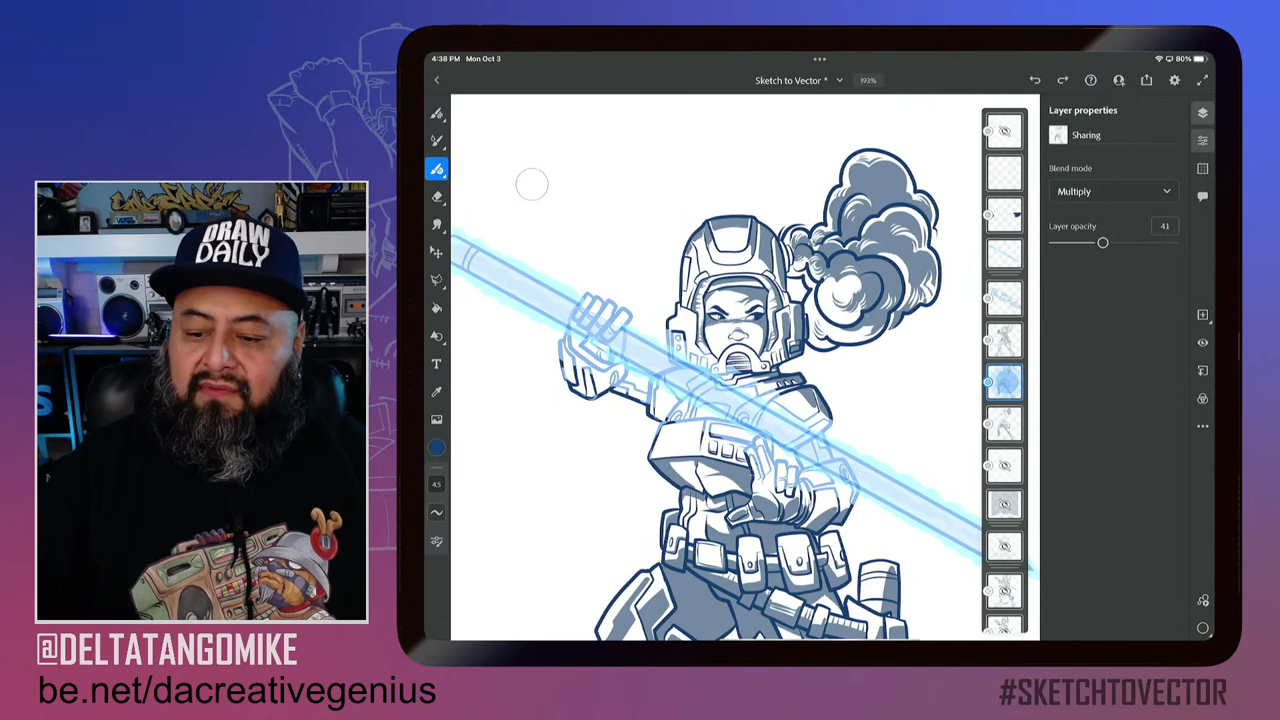 4:38 PM Mon Oct 3
80%
Sketch to Vector *
193%
Layer properties
Sharing
Blend mode
Multiply
Layer opacity
41
T
45
DRAW
DAILY
S
@DELTATANGOMIKE
be.net/dacreativegenius
#SKETCHTOVECTOR